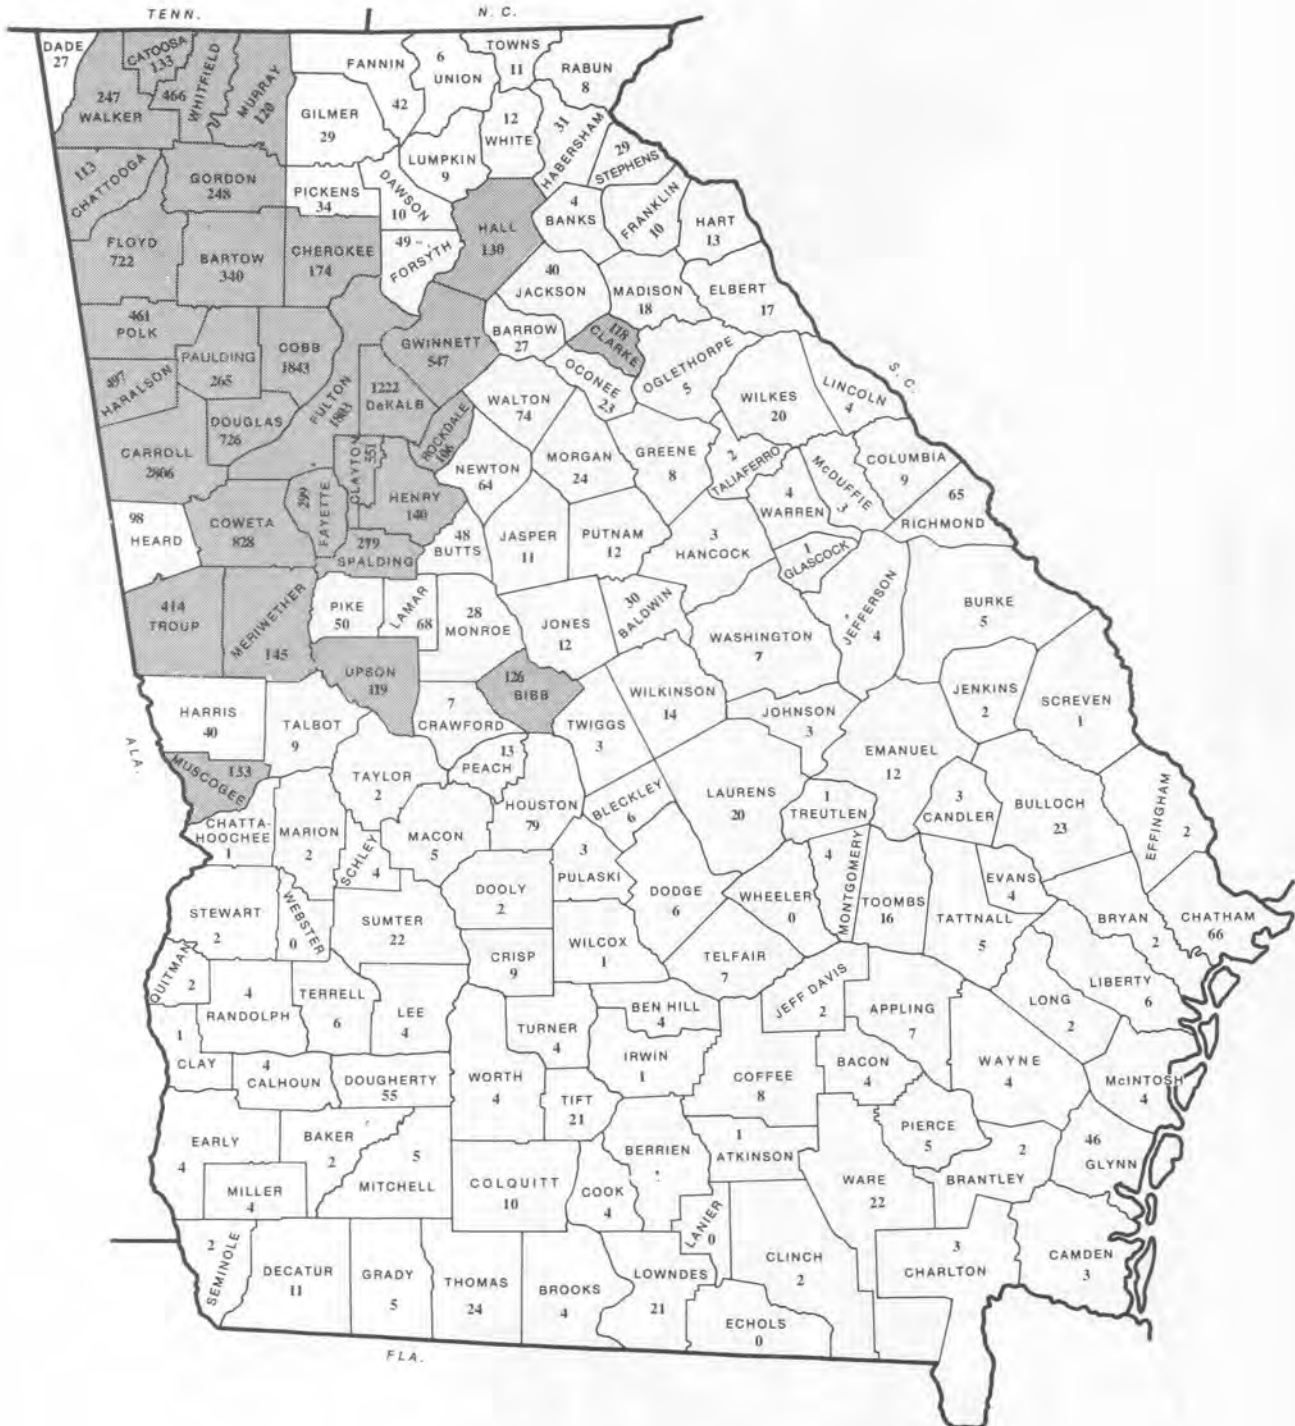 TENN.
N. C.
DADE
27
CATOOSA
133
WHITFIELD
466
MURRAY
120
247
WALKER
FANNIN
42
6
UNION
TOWNS
11
RABUN
8
GILMER
29
12
WHITE
31
HABERSHAM
29
STEPHENS
LUMPKIN
9
113
CHATTOOGA
GORDON
248
PICKENS
34
DAWSON
10
HALL
130
4
BANKS
FRANKLIN
10
HART
13
FLOYD
722
BARTOW
340
CHEROKEE
174
49
FORSYTH
40
JACKSON
MADISON
18
ELBERT
17
461
POLK
PAULDING
265
COBB
1843
FULTON
1803
GWINNETT
547
BARROW
27
118
CLARKE
OCONEE
23
OGLETHORPE
5
497
HARALSON
DOUGLAS
726
1222
DeKALB
ROCKDALE
106
WALTON
74
WILKES
20
LINCOLN
4
S. C.
CARROLL
2806
CLAYTON
551
NEWTON
64
MORGAN
24
GREENE
8
2
TALIAFERRO
McDUFFIE
3
COLUMBIA
9
98
HEARD
COWETA
828
299
FAYETTE
HENRY
140
4
WARREN
65
RICHMOND
279
SPALDING
48
BUTTS
JASPER
11
PUTNAM
12
3
HANCOCK
1
GLASCOCK
JEFFERSON
4
BURKE
5
414
TROUP
MERIWETHER
145
PIKE
50
LAMAR
68
28
MONROE
JONES
12
30
BALDWIN
WASHINGTON
7
UPSON
119
126
BIBB
WILKINSON
14
JENKINS
2
SCREVEN
1
ALA.
HARRIS
40
TALBOT
9
7
CRAWFORD
TWIGGS
3
JOHNSON
3
EMANUEL
12
MUSCOGEE
133
TAYLOR
2
13
PEACH
HOUSTON
79
BLECKLEY
6
LAURENS
20
1
TREUTLEN
3
CANDLER
BULLOCH
23
EFFINGHAM
2
CHATTA-
HOOCHEE
1
MARION
2
SCHLEY
4
MACON
5
3
PULASKI
DODGE
6
WHEELER
0
4
MONTGOMERY
TOOMBS
16
TATTNALL
5
EVANS
4
STEWART
2
WEBSTER
0
SUMTER
22
DOOLY
2
WILCOX
1
BRYAN
2
CHATHAM
66
QUITMAN
2
CRISP
9
TELFAIR
7
JEFF DAVIS
2
APPLING
7
LONG
2
LIBERTY
6
4
RANDOLPH
TERRELL
6
LEE
4
BEN HILL
4
1
CLAY
4
CALHOUN
DOUGHERTY
55
WORTH
4
TURNER
4
IRWIN
1
COFFEE
8
BACON
4
WAYNE
4
McINTOSH
4
TIFT
21
EARLY
4
BAKER
2
5
MITCHELL
BERRIEN
1
ATKINSON
PIERCE
5
2
BRANTLEY
46
GLYNN
MILLER
4
COLQUITT
10
COOK
4
WARE
22
2
SEMINOLE
DECATUR
11
GRADY
5
THOMAS
24
BROOKS
4
LOWNDES
21
LANIER
0
CLINCH
2
3
CHARLTON
CAMDEN
3
ECHOLS
0
FLA.